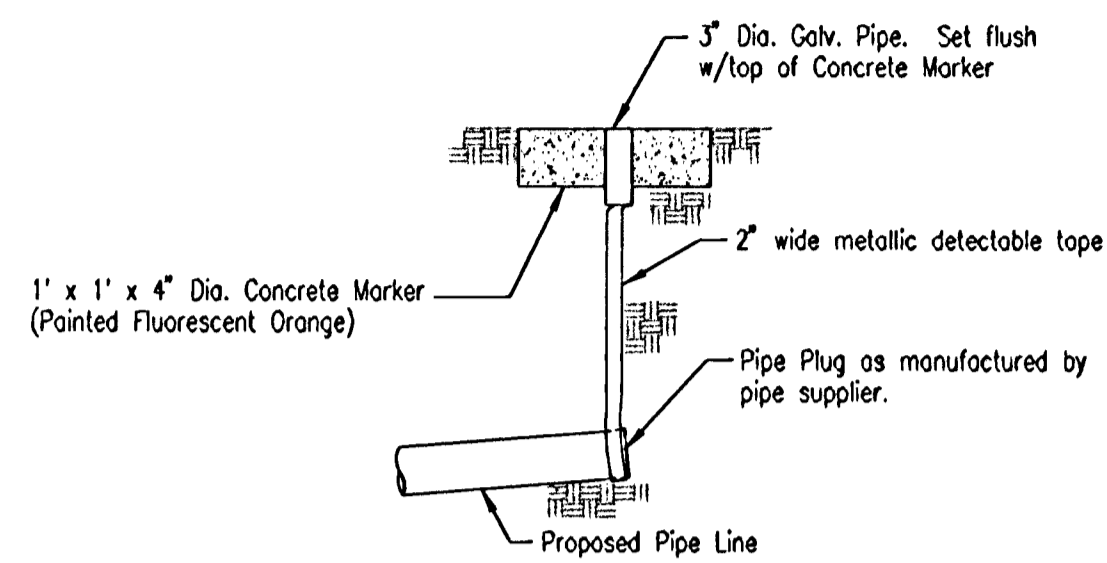 3" Dia. Galv. Pipe. Set flush
w/top of Concrete Marker
2" wide metallic detectable tape
1' x 1' x 4" Dia. Concrete Marker
(Painted Fluorescent Orange)
Pipe Plug as manufactured by
pipe supplier.
Proposed Pipe Line